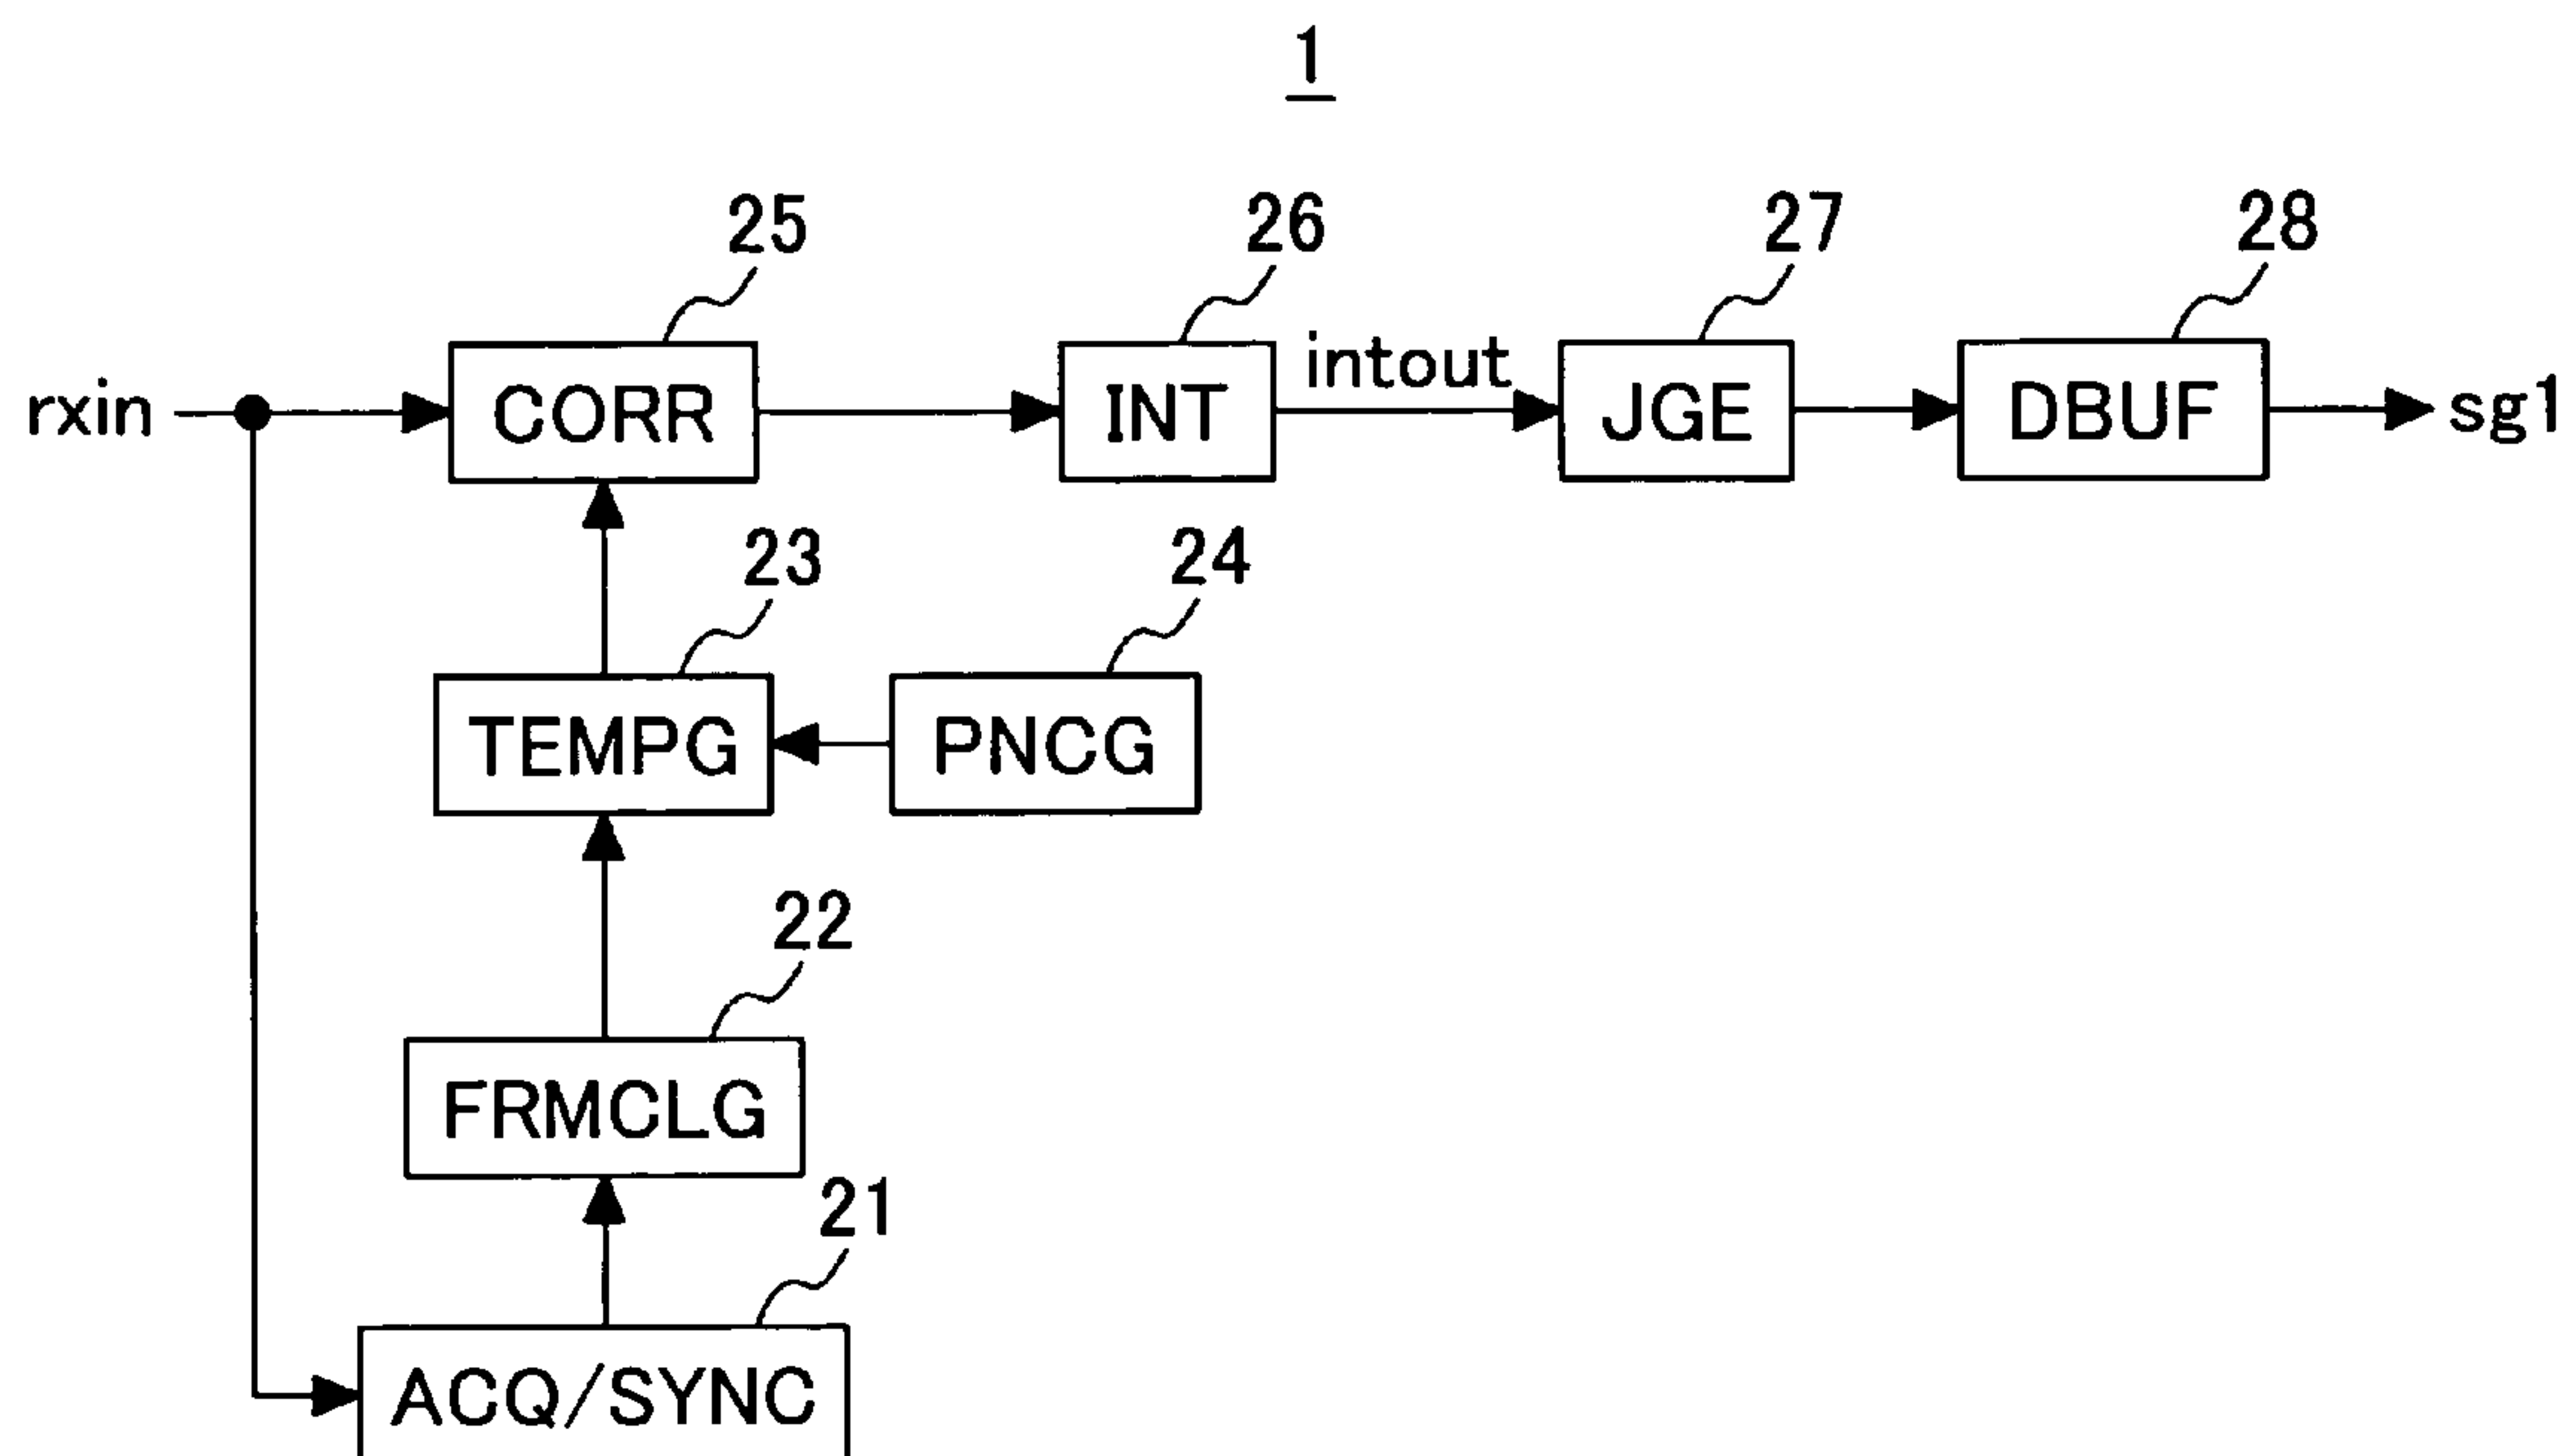 1
25
26
27
28
rxin
CORR
INT
intout
JGE
DBUF
sg1
23
24
TEMPG
PNCG
22
FRMCLG
21
ACQ/SYNC